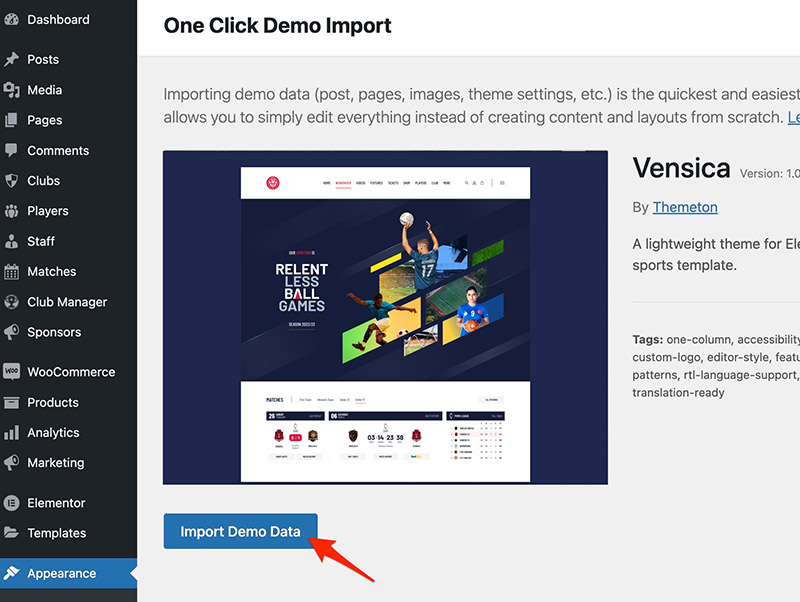 Dashboard
Posts
Media
Pages
Comments
Clubs
Players
Staff
Matches
Club Manager
Sponsors
WooCommerce
Products
Analytics
Marketing
Elementor
Templates
Appearance
One Click Demo Import
Importing demo data (post, pages, images, theme settings, etc.) is the quickest and easiest
allows you to simply edit everything instead of creating content and layouts from scratch. Le
HOME
VIDEOS
FIXTURES
TICKETS
SHOP
PLAYERS
CLUB
MORE
RELENT
LESS
BALL
GAMES
SEASON 2022/23
17
9
MATCHES
26
06
03 14 23 38
Import Demo Data
Vensica Version: 1.0
By Themeton
A lightweight theme for Ele
sports template.
Tags: one-column, accessibility
custom-logo, editor-style, featu
patterns, rtl-language-support,
translation-ready